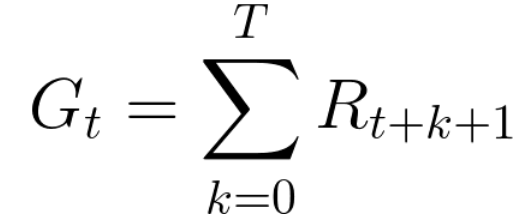 G_t = \sum_{k=0}^{T} R_{t+k+1}